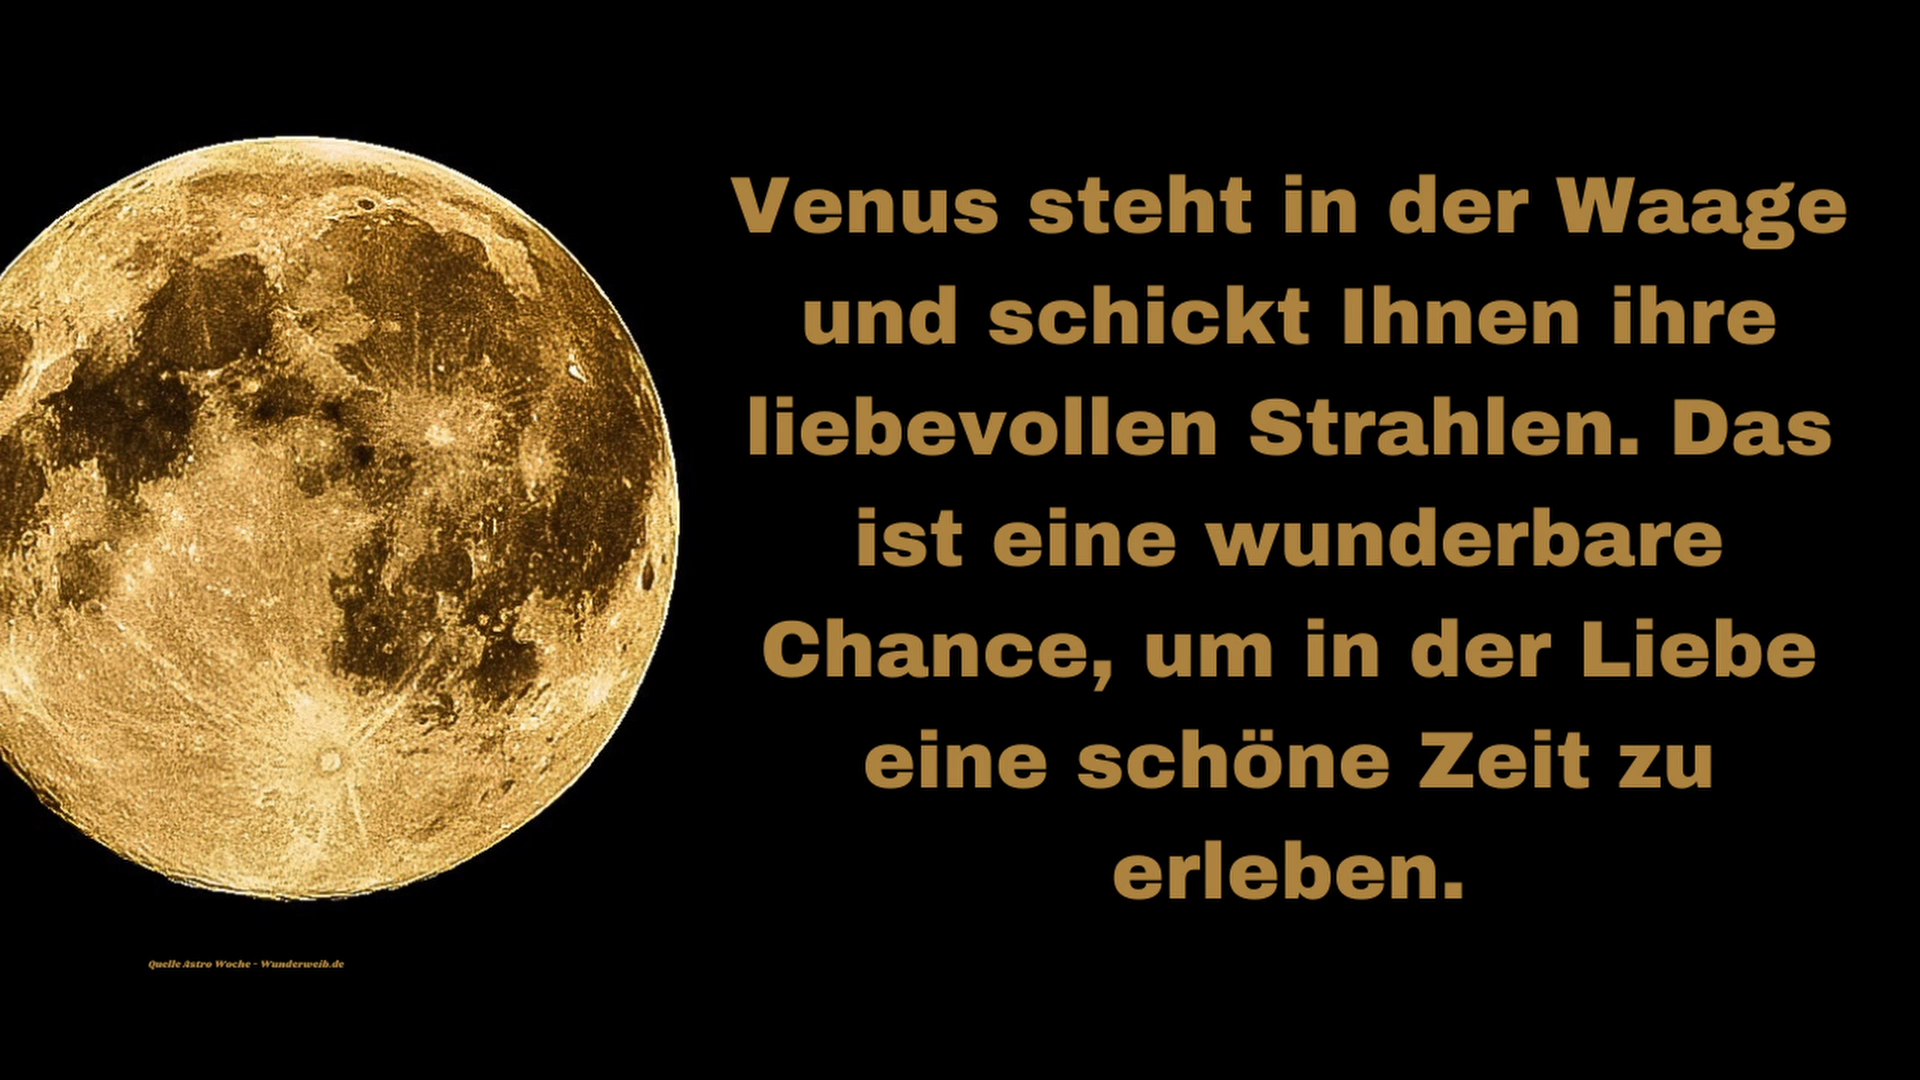 Venus steht in der Waage
und schickt Ihnen ihre
liebevollen Strahlen. Das
ist eine wunderbare
Chance, um in der Liebe
eine schöne Zeit zu
erleben.
Quelle Astro Woche - Wunderweib.de